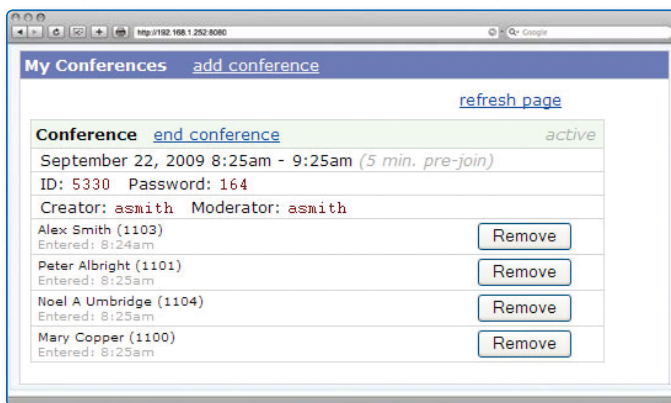 http://192.168.1.252:8080 Google
My Conferences add conference
refresh page
Conference end conference active
September 22, 2009 8:25am - 9:25am (5 min. pre-join)
ID: 5330 Password: 164
Creator: asmith Moderator: asmith
Alex Smith (1103) Remove
Entered: 8:24am
Peter Albright (1101) Remove
Entered: 8:25am
Noel A Umbridge (1104) Remove
Entered: 8:25am
Mary Copper (1100) Remove
Entered: 8:25am